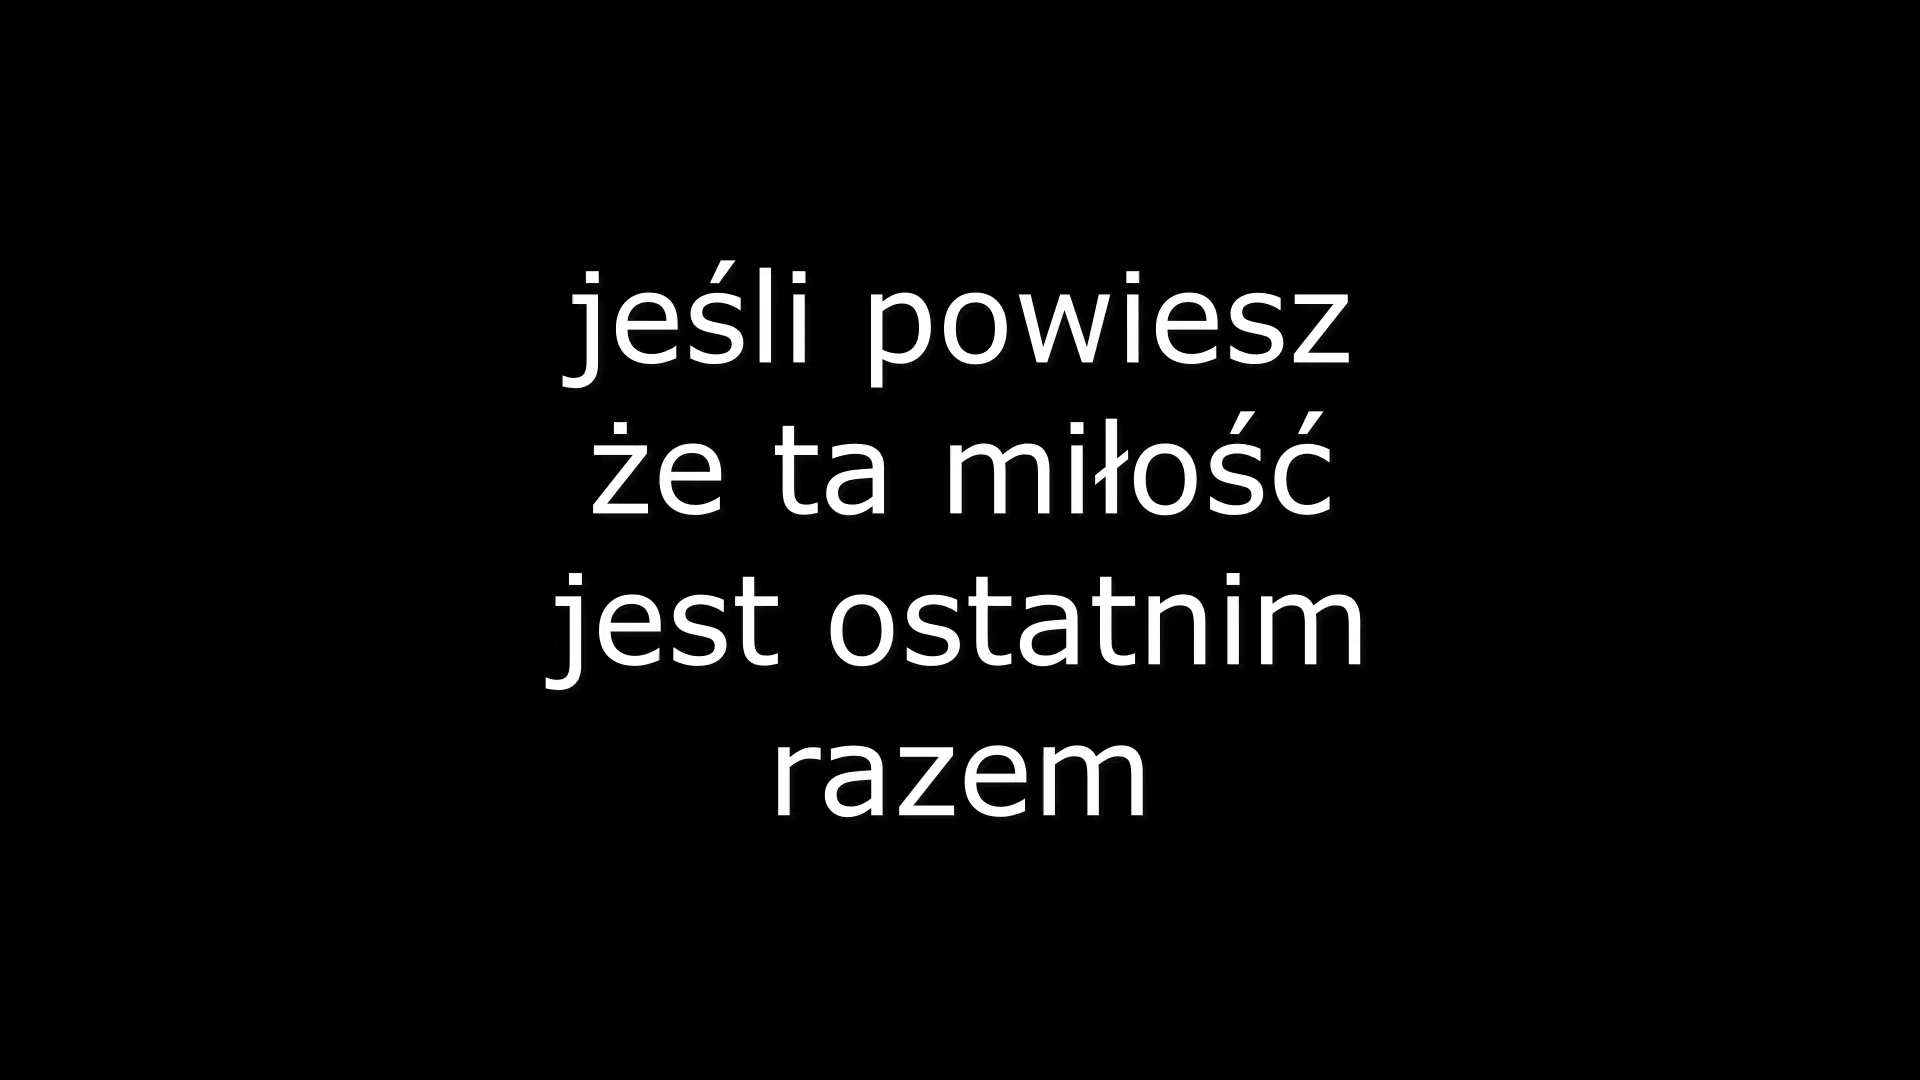 jeśli powiesz
że ta miłość
jest ostatnim
razem